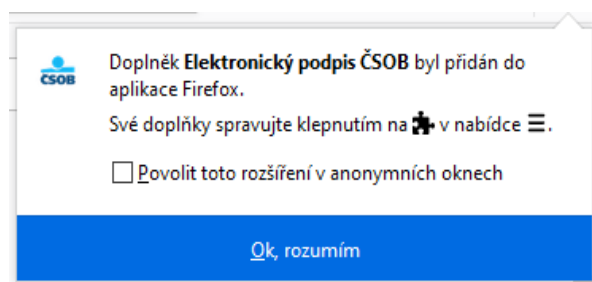 Doplněk Elektronický podpis ČSOB byl přidán do
aplikace Firefox.
ČSOB
Své doplňky spravujte klepnutím na v nabídce ☰.
Povolit toto rozšíření v anonymních oknech
Ok, rozumím